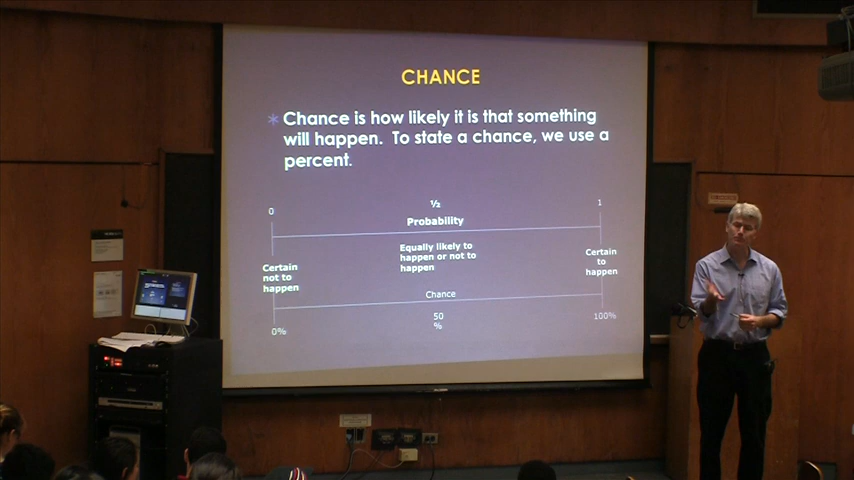 CHANCE
* Chance is how likely it is that something
will happen. To state a chance, we use a
percent.
0 ½ 1
Probability
Equally likely to
happen or not to
happen
Certain
not to
happen
Certain
to
happen
Chance
0% 50
% 100%